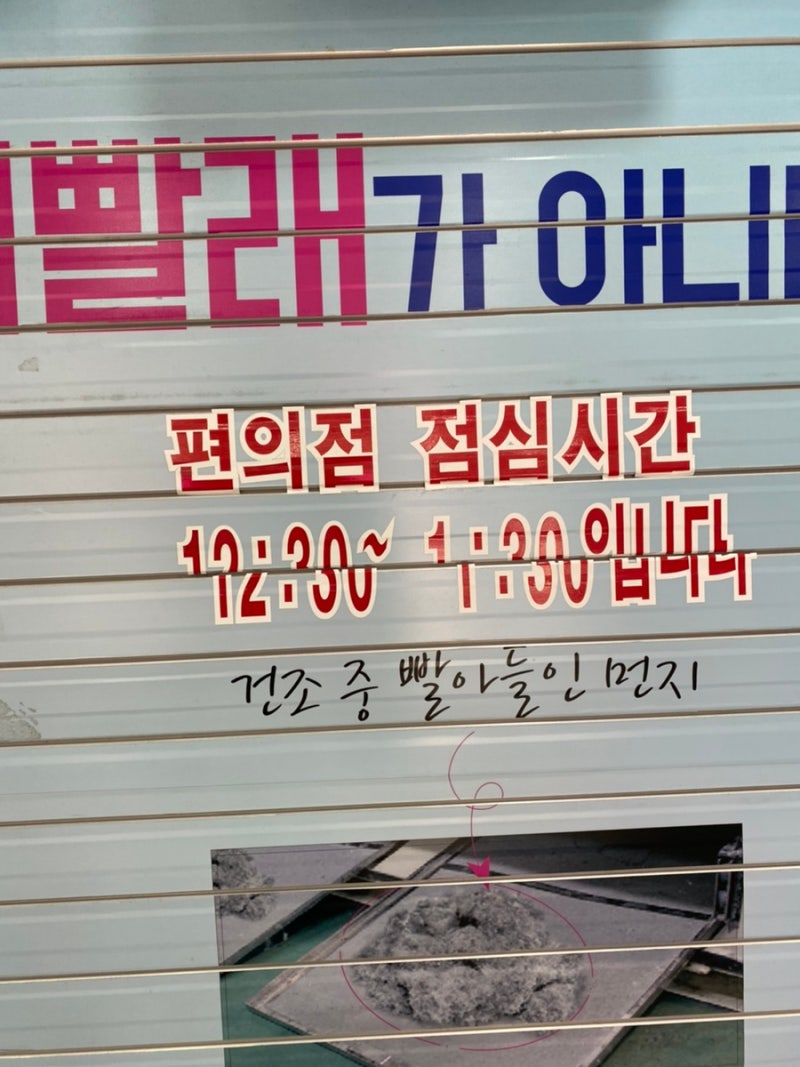 빨래가 아니
편의점 점심시간
12:30~ 1:30입니다
건조 중 빨아들인 먼지